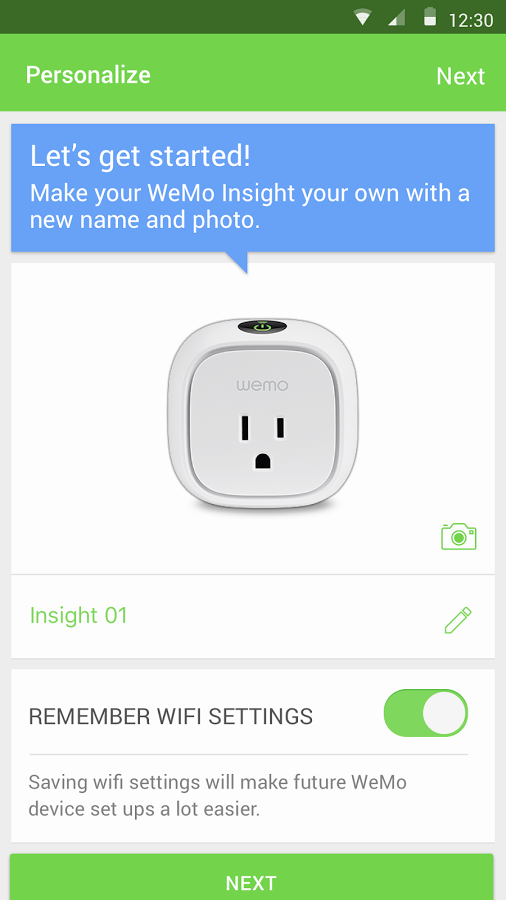 12:30
Personalize
Next
Let’s get started!
Make your WeMo Insight your own with a
new name and photo.
wemo
Insight 01
REMEMBER WIFI SETTINGS
Saving wifi settings will make future WeMo
device set ups a lot easier.
NEXT